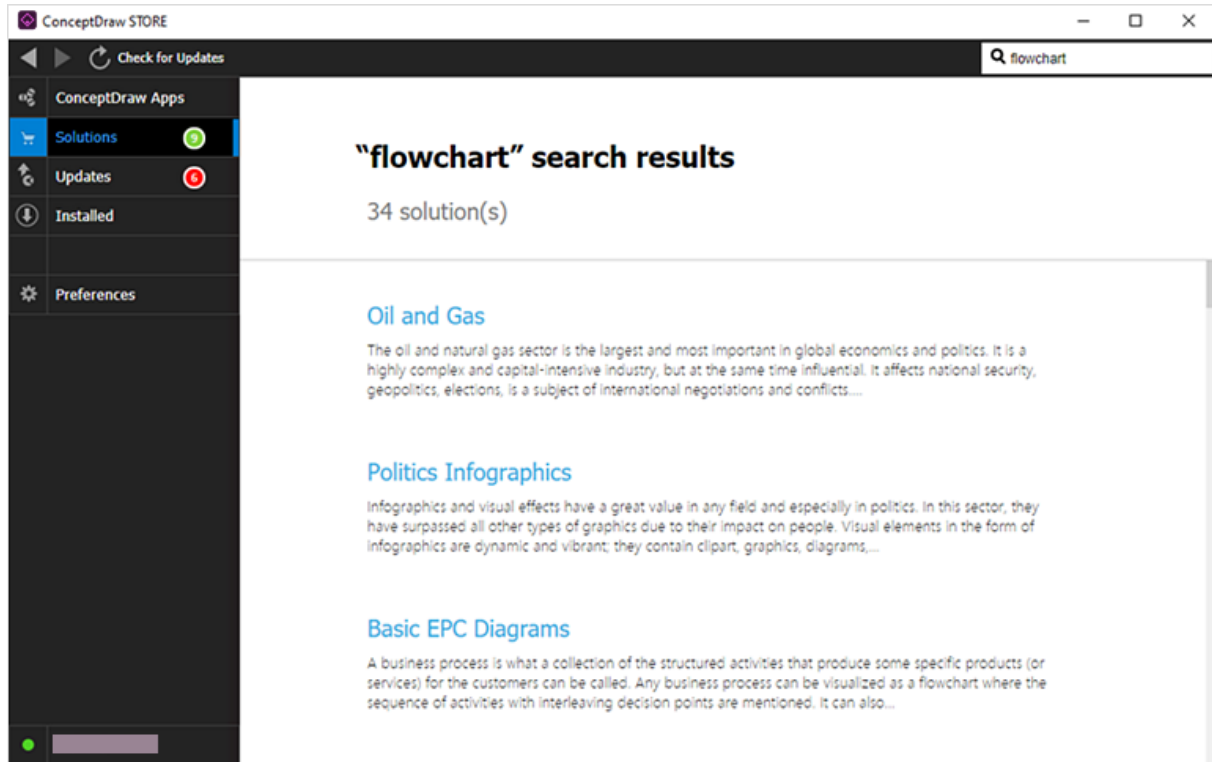 ConceptDraw STORE
Check for Updates
flowchart
ConceptDraw Apps
Solutions 9
Updates 6
Installed
Preferences
“flowchart” search results
34 solution(s)
Oil and Gas
The oil and natural gas sector is the largest and most important in global economics and politics. It is a
highly complex and capital-intensive industry, but at the same time influential. It affects national security,
geopolitics, elections, is a subject of international negotiations and conflicts....
Politics Infographics
Infographics and visual effects have a great value in any field and especially in politics. In this sector, they
have surpassed all other types of graphics due to their impact on people. Visual elements in the form of
infographics are dynamic and vibrant; they contain clipart, graphics, diagrams,...
Basic EPC Diagrams
A business process is what a collection of the structured activities that produce some specific products (or
services) for the customers can be called. Any business process can be visualized as a flowchart where the
sequence of activities with interleaving decision points are mentioned. It can also...